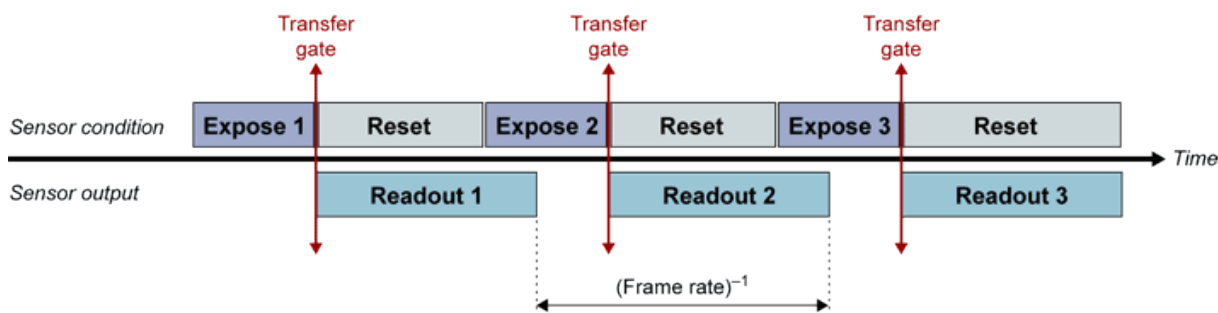 Transfer
gate
Transfer
gate
Transfer
gate
Sensor condition
Expose 1
Reset
Expose 2
Reset
Expose 3
Reset
Time
Sensor output
Readout 1
Readout 2
Readout 3
(Frame rate)⁻¹